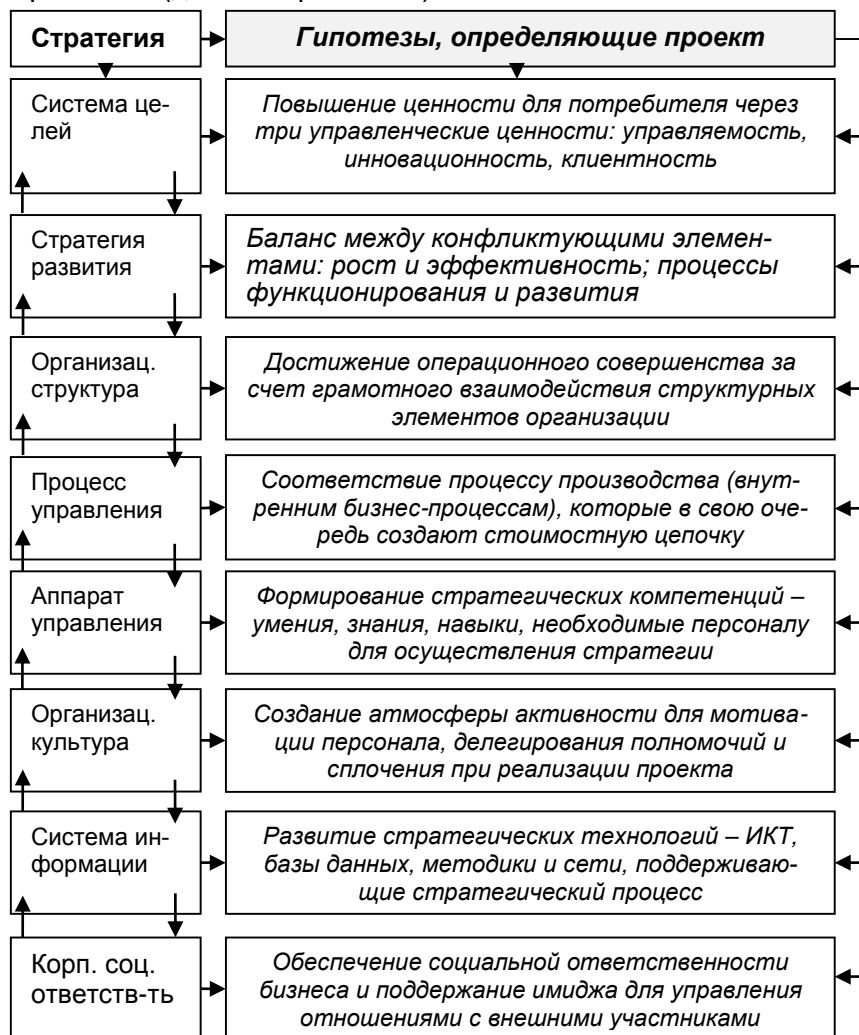 Стратегия
Гипотезы, определяющие проект
Система це-
лей
Повышение ценности для потребителя через
три управленческие ценности: управляемость,
инновационность, клиентность
Стратегия
развития
Баланс между конфликтующими элемен-
тами: рост и эффективность; процессы
функционирования и развития
Организац.
структура
Достижение операционного совершенства за
счет грамотного взаимодействия структурных
элементов организации
Процесс
управления
Соответствие процессу производства (внут-
ренним бизнес-процессам), которые в свою оче-
редь создают стоимостную цепочку
Аппарат
управления
Формирование стратегических компетенций –
умения, знания, навыки, необходимые персоналу
для осуществления стратегии
Организац.
культура
Создание атмосферы активности для мотива-
ции персонала, делегирования полномочий и
сплочения при реализации проекта
Система ин-
формации
Развитие стратегических технологий – ИКТ,
базы данных, методики и сети, поддерживаю-
щие стратегический процесс
Корп. соц.
ответств-ть
Обеспечение социальной ответственности
бизнеса и поддержание имиджа для управления
отношениями с внешними участниками